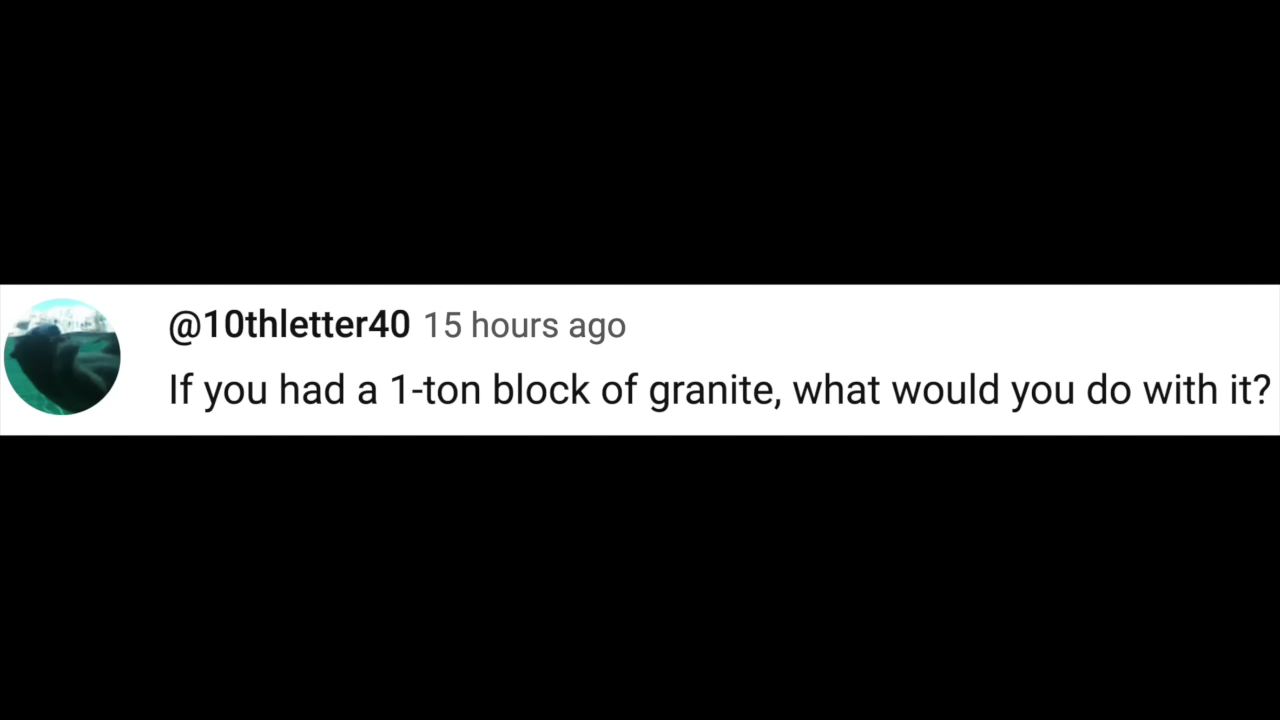 @10thletter40 15 hours ago
If you had a 1-ton block of granite, what would you do with it?